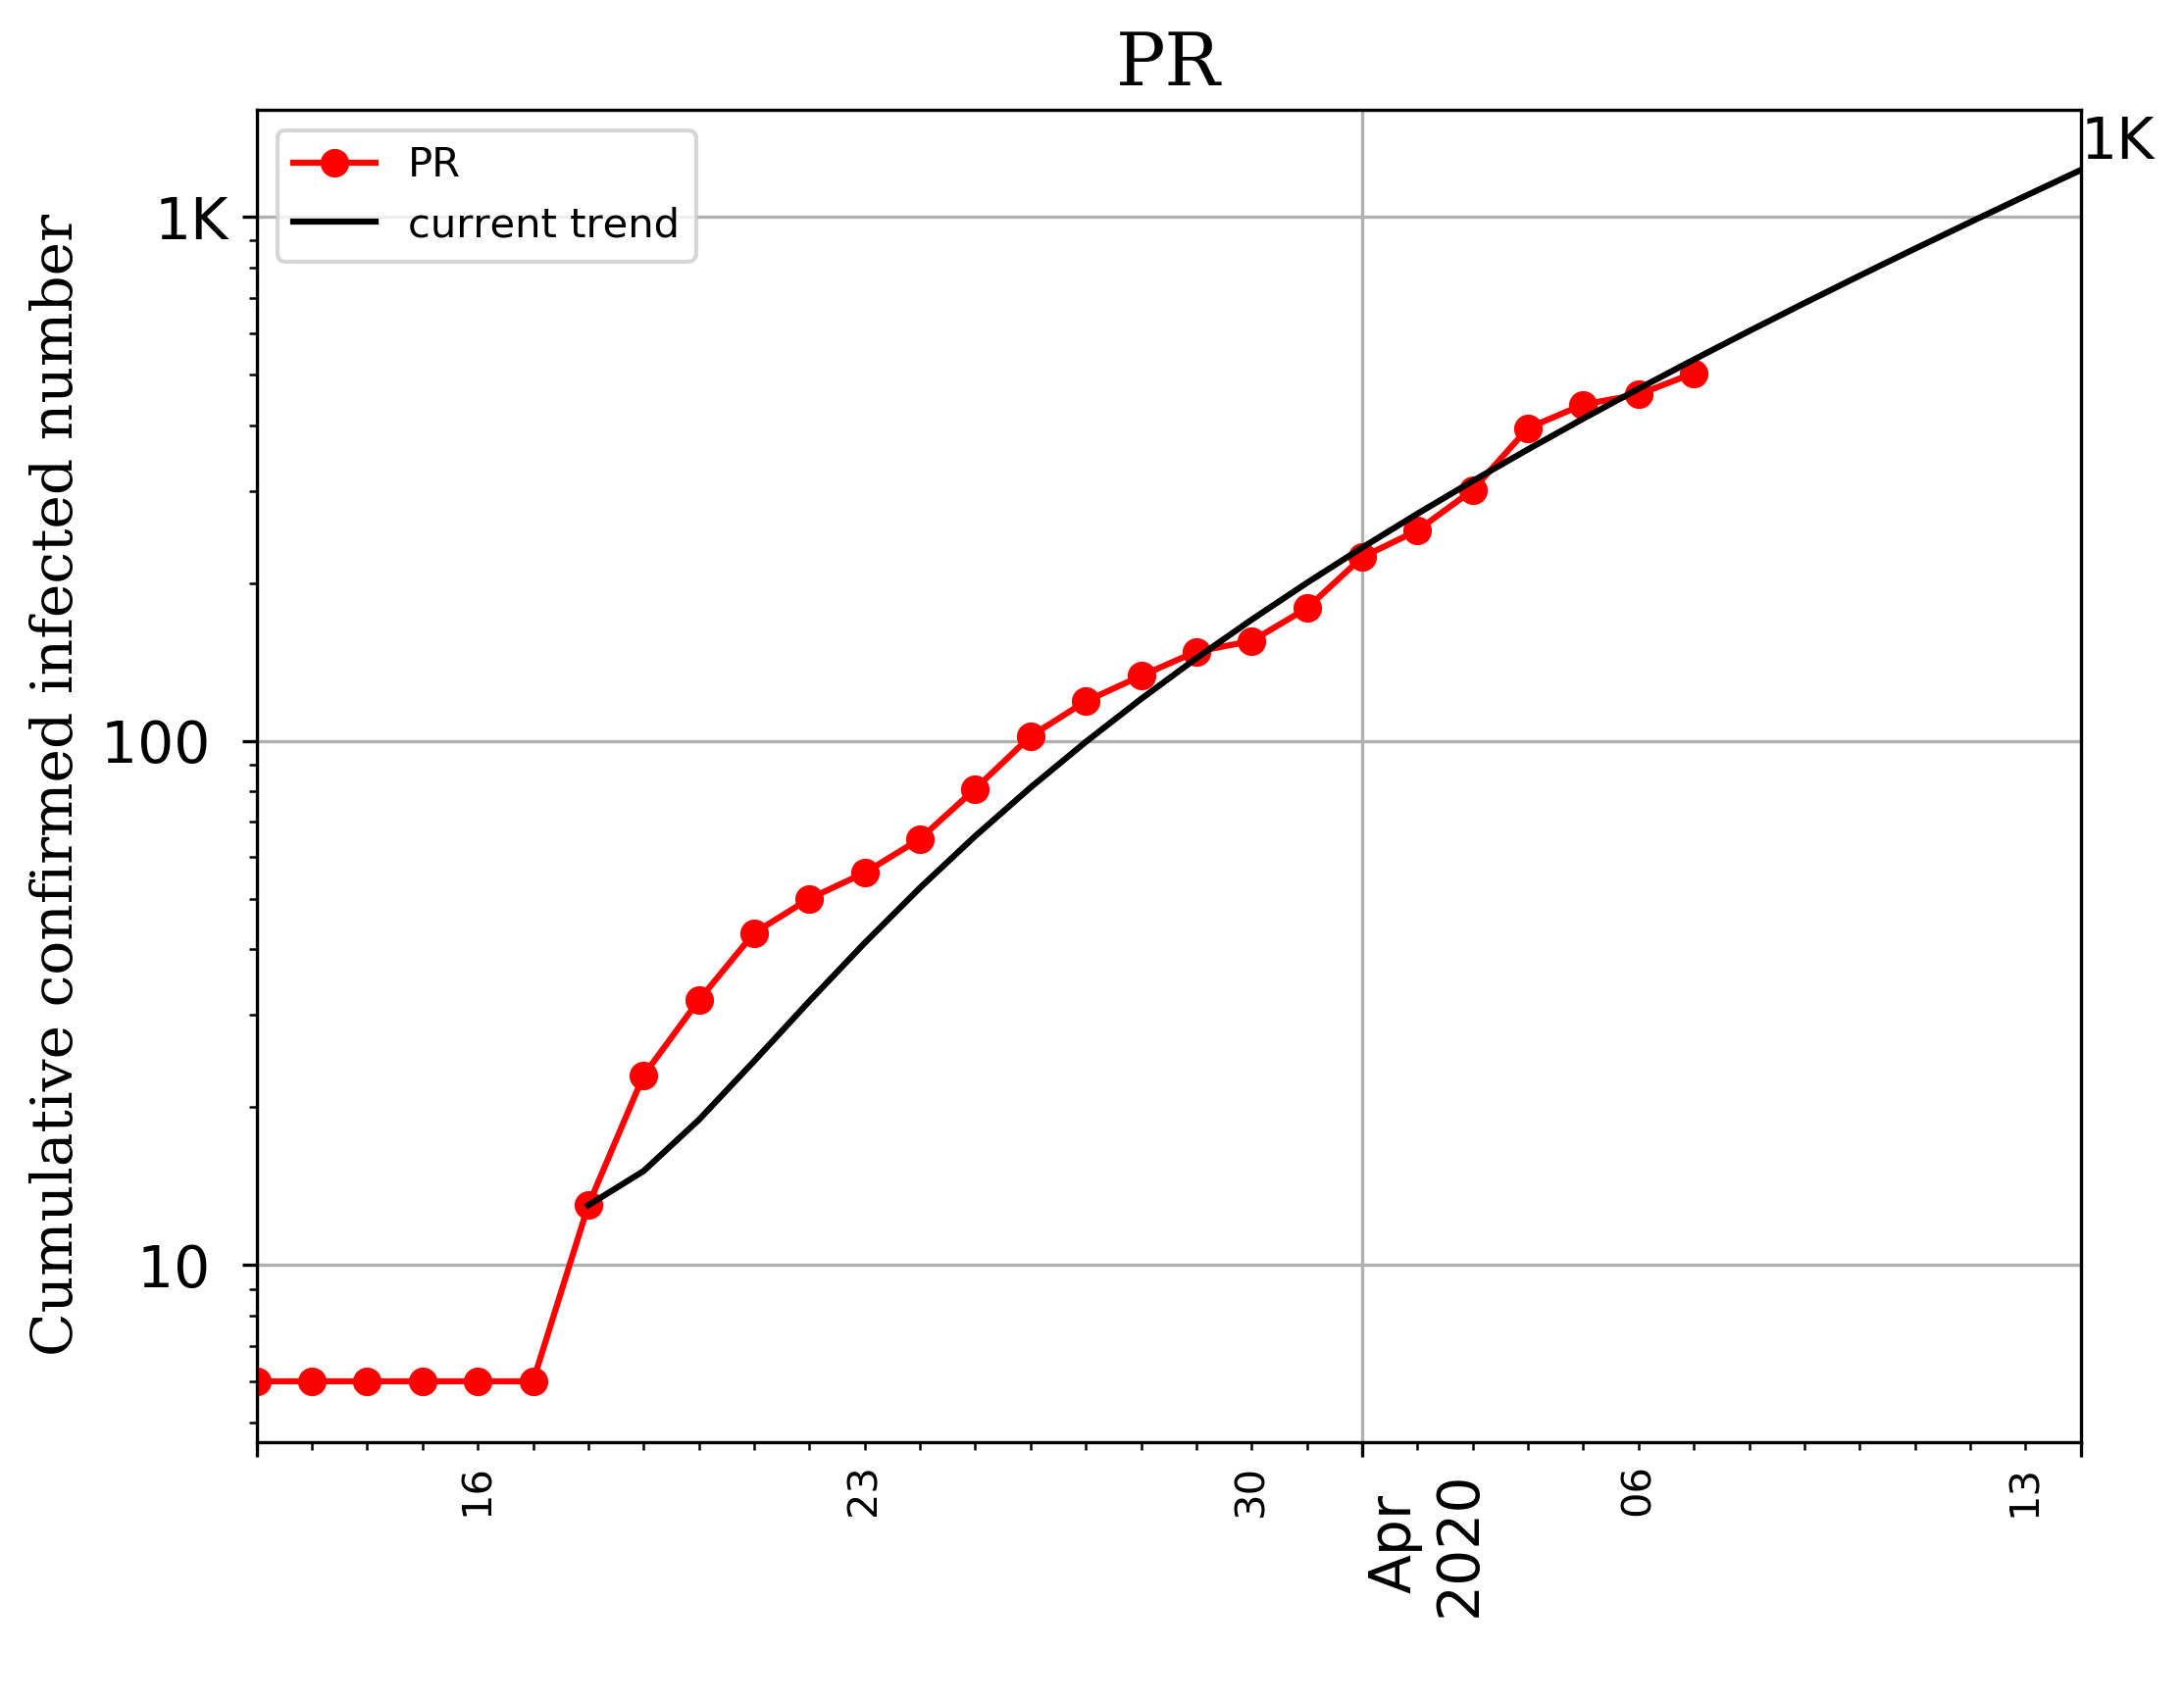 PR
1K
PR
current trend
1K
100
10
Cumulative confirmed infected number
16
23
30
Apr
2020
06
13